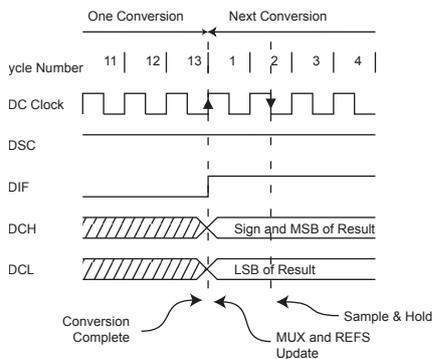 One Conversion Next Conversion
ycle Number 11 12 13 1 2 3 4
DC Clock
DSC
DIF
DCH Sign and MSB of Result
DCL LSB of Result
Conversion Complete
MUX and REFS Update
Sample & Hold